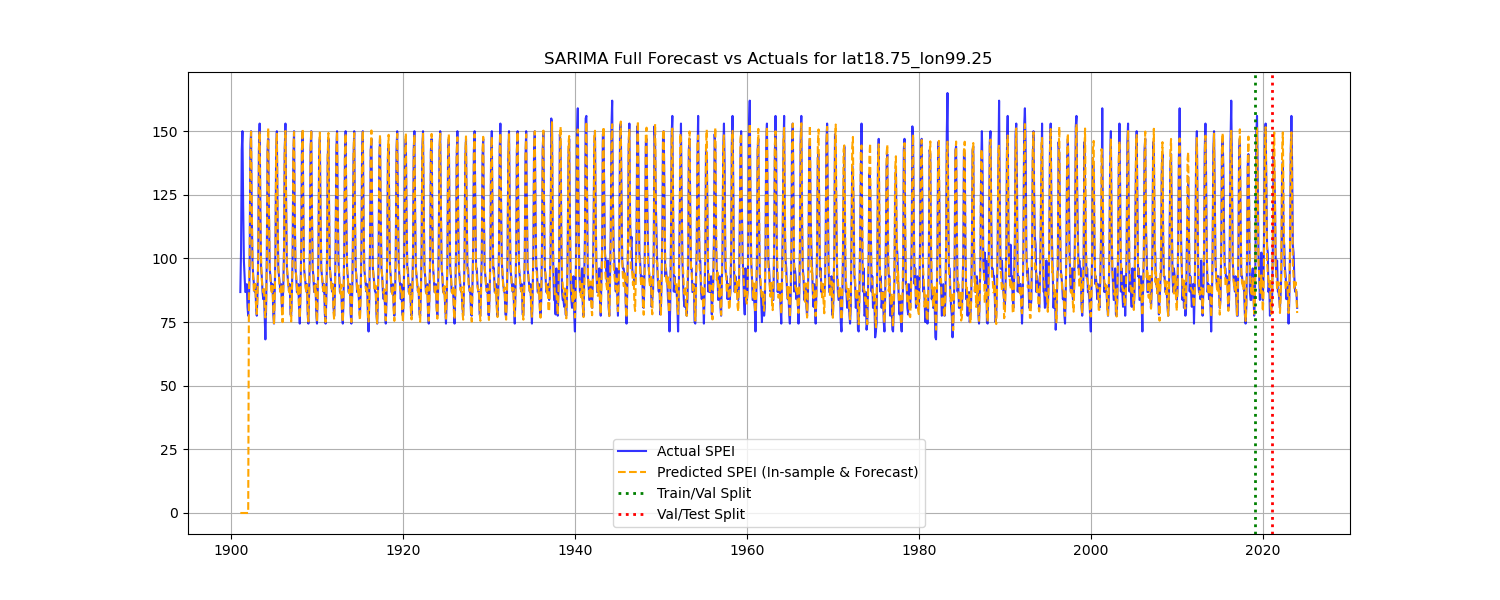 SARIMA Full Forecast vs Actuals for lat18.75_lon99.25
150
125
100
75
50
25
0
Actual SPEI
Predicted SPEI (In-sample & Forecast)
Train/Val Split
Val/Test Split
1900 1920 1940 1960 1980 2000 2020